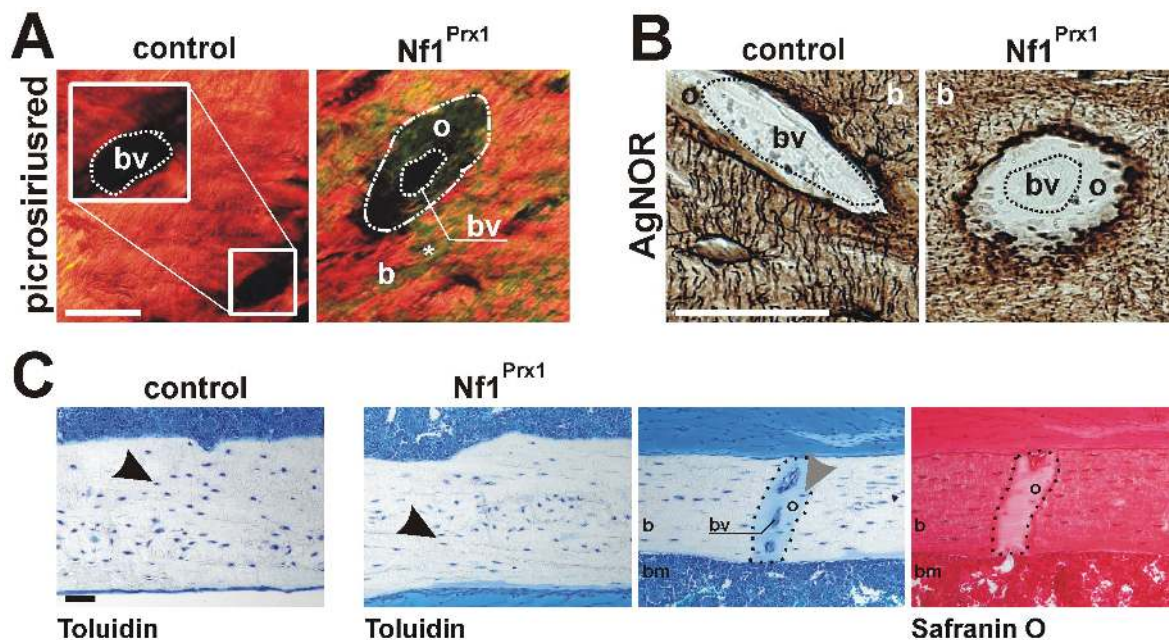 A
control
Nf1Prx1
picrosiriusred
bv
o
bv
*
b
B
control
Nf1Prx1
AgNOR
o
b
bv
b
bv
o
C
control
Nf1Prx1
o
bv
b
bm
o
b
bm
Toluidin
Toluidin
Safranin O